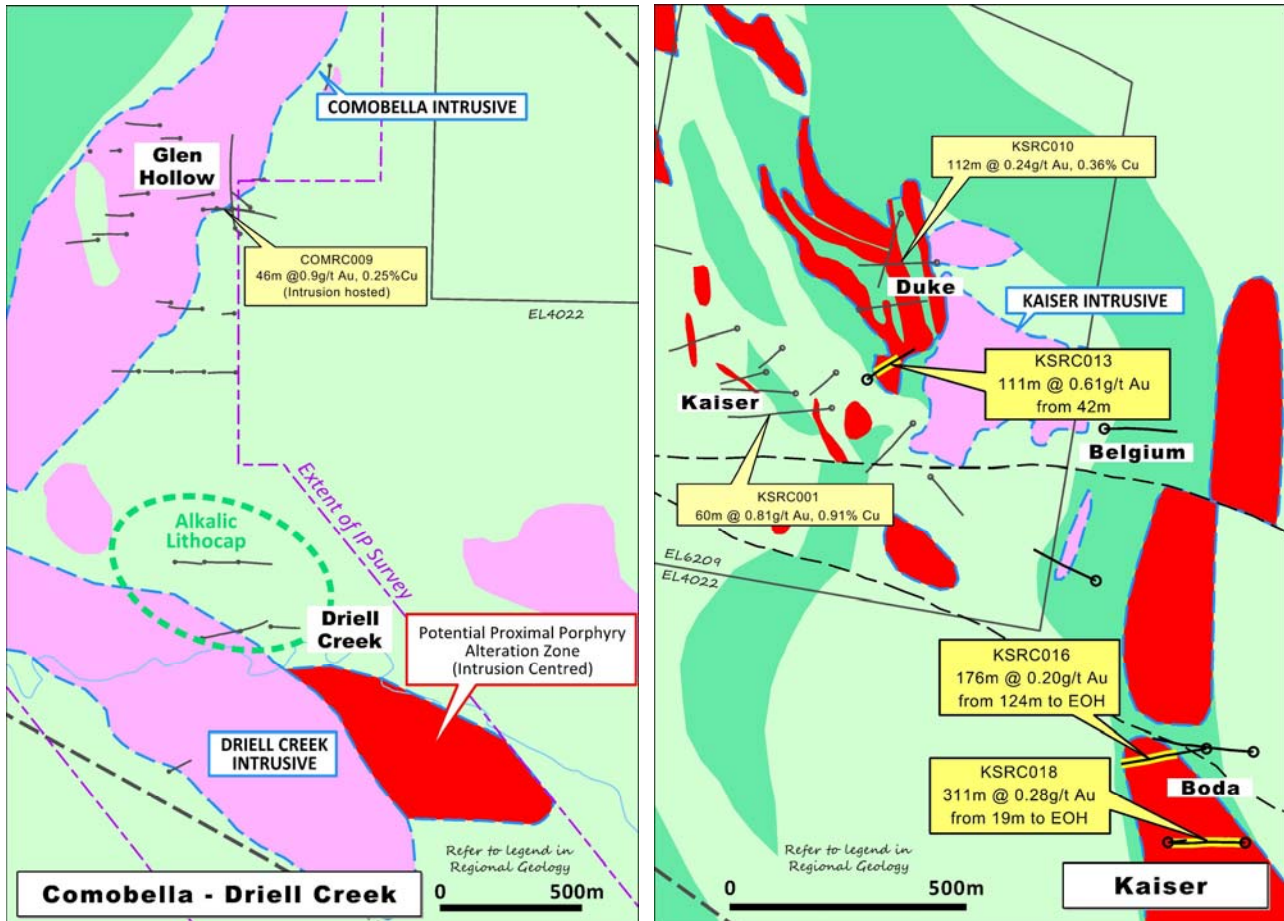 COMOBELLA INTRUSIVE
Glen
Hollow
COMRC009
46m @0.9g/t Au, 0.25%Cu
(Intrusion hosted)
EL4022
Alkalic
Lithocap
Extent of IP Survey
Driell
Creek
Potential Proximal Porphyry
Alteration Zone
(Intrusion Centred)
DRIELL CREEK
INTRUSIVE
Refer to legend in
Regional Geology
Comobella - Driell Creek
0 500m
KSRC010
112m @ 0.24g/t Au, 0.36% Cu
Duke
KAISER INTRUSIVE
KSRC013
111m @ 0.61g/t Au
from 42m
Kaiser
Belgium
KSRC001
60m @ 0.81g/t Au, 0.91% Cu
EL6209
EL4022
KSRC016
176m @ 0.20g/t Au
from 124m to EOH
Boda
KSRC018
311m @ 0.28g/t Au
from 19m to EOH
Refer to legend in
Regional Geology
0 500m
Kaiser